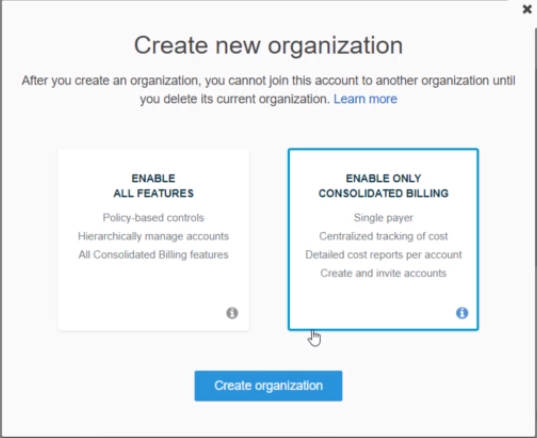 Create new organization
After you create an organization, you cannot join this account to another organization until
you delete its current organization. Learn more
ENABLE
ALL FEATURES
Policy-based controls
Hierarchically manage accounts
All Consolidated Billing features
ENABLE ONLY
CONSOLIDATED BILLING
Single payer
Centralized tracking of cost
Detailed cost reports per account
Create and invite accounts
Create organization